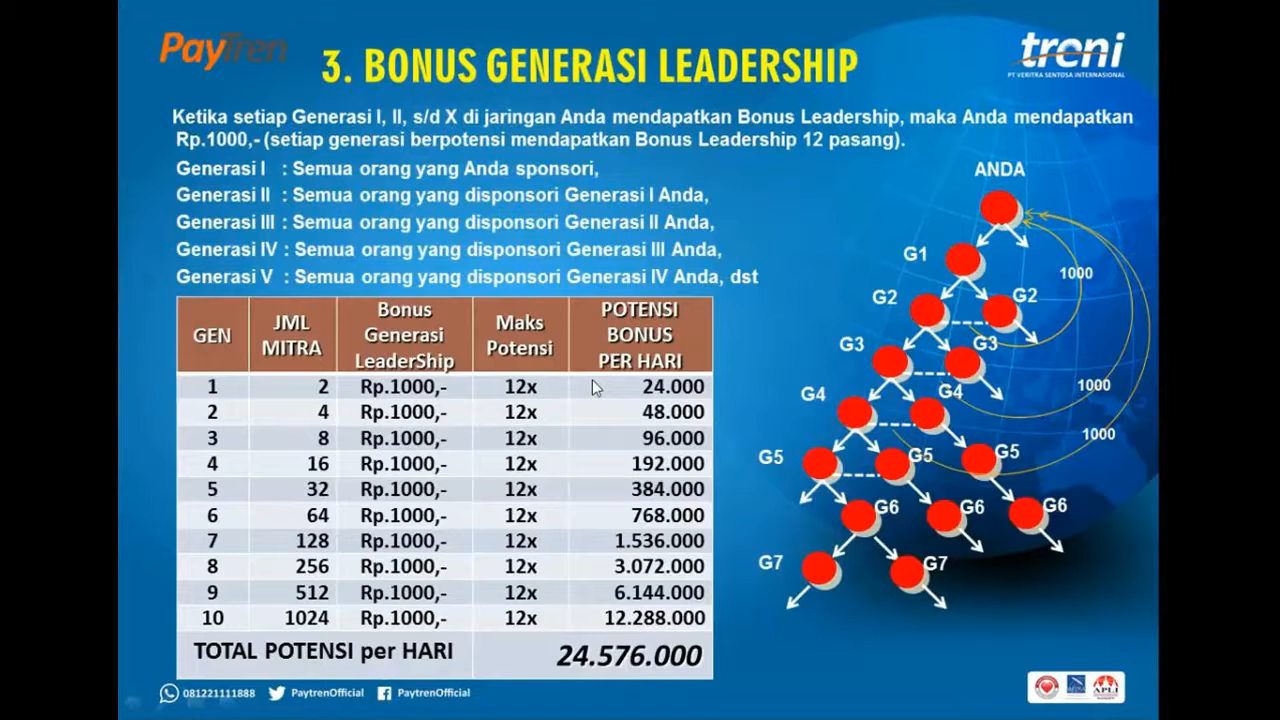 PayTren
3. BONUS GENERASI LEADERSHIP
treni
PT VERITRA SENTOSA INTERNASIONAL
Ketika setiap Generasi I, II, s/d X di jaringan Anda mendapatkan Bonus Leadership, maka Anda mendapatkan
Rp.1000,- (setiap generasi berpotensi mendapatkan Bonus Leadership 12 pasang).
Generasi I : Semua orang yang Anda sponsori,
Generasi II : Semua orang yang disponsori Generasi I Anda,
Generasi III : Semua orang yang disponsori Generasi II Anda,
Generasi IV : Semua orang yang disponsori Generasi III Anda,
Generasi V : Semua orang yang disponsori Generasi IV Anda, dst
GEN JML MITRA Bonus Generasi LeaderShip Maks Potensi POTENSI BONUS PER HARI
1 2 Rp.1000,- 12x 24.000
2 4 Rp.1000,- 12x 48.000
3 8 Rp.1000,- 12x 96.000
4 16 Rp.1000,- 12x 192.000
5 32 Rp.1000,- 12x 384.000
6 64 Rp.1000,- 12x 768.000
7 128 Rp.1000,- 12x 1.536.000
8 256 Rp.1000,- 12x 3.072.000
9 512 Rp.1000,- 12x 6.144.000
10 1024 Rp.1000,- 12x 12.288.000
TOTAL POTENSI per HARI 24.576.000
ANDA
G1
1000
G2 G2
G3 G3
1000
G4 G4
1000
G5 G5 G5
G6 G6 G6
G7 G7
081221111888 PaytrenOfficial PaytrenOfficial
APLI